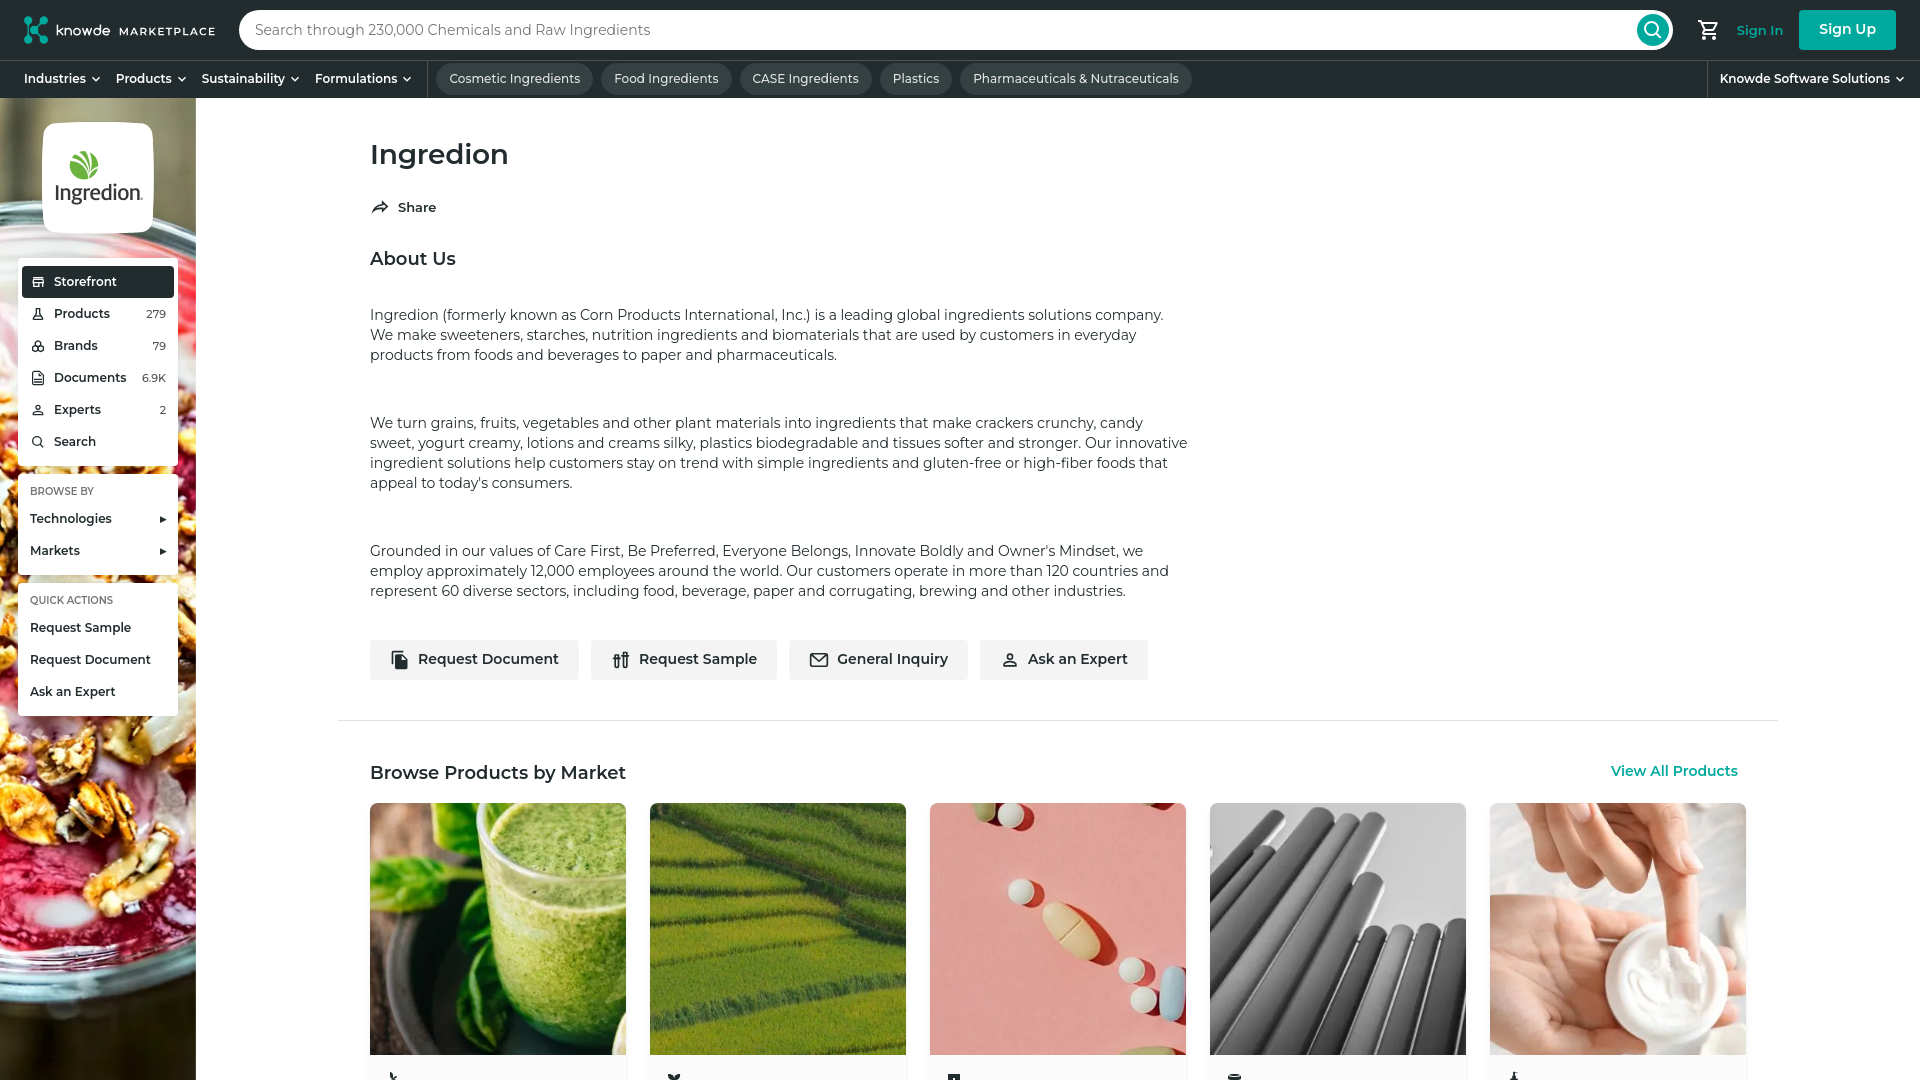 knowde MARKETPLACE
Search through 230,000 Chemicals and Raw Ingredients
Sign In
Sign Up
Industries
Products
Sustainability
Formulations
Cosmetic Ingredients
Food Ingredients
CASE Ingredients
Plastics
Pharmaceuticals & Nutraceuticals
Knowde Software Solutions
Ingredion
Storefront
Products 279
Brands 79
Documents 6.9K
Experts 2
Search
BROWSE BY
Technologies
Markets
QUICK ACTIONS
Request Sample
Request Document
Ask an Expert
Ingredion
Share
About Us
Ingredion (formerly known as Corn Products International, Inc.) is a leading global ingredients solutions company.
We make sweeteners, starches, nutrition ingredients and biomaterials that are used by customers in everyday
products from foods and beverages to paper and pharmaceuticals.
We turn grains, fruits, vegetables and other plant materials into ingredients that make crackers crunchy, candy
sweet, yogurt creamy, lotions and creams silky, plastics biodegradable and tissues softer and stronger. Our innovative
ingredient solutions help customers stay on trend with simple ingredients and gluten-free or high-fiber foods that
appeal to today's consumers.
Grounded in our values of Care First, Be Preferred, Everyone Belongs, Innovate Boldly and Owner's Mindset, we
employ approximately 12,000 employees around the world. Our customers operate in more than 120 countries and
represent 60 diverse sectors, including food, beverage, paper and corrugating, brewing and other industries.
Request Document
Request Sample
General Inquiry
Ask an Expert
Browse Products by Market
View All Products